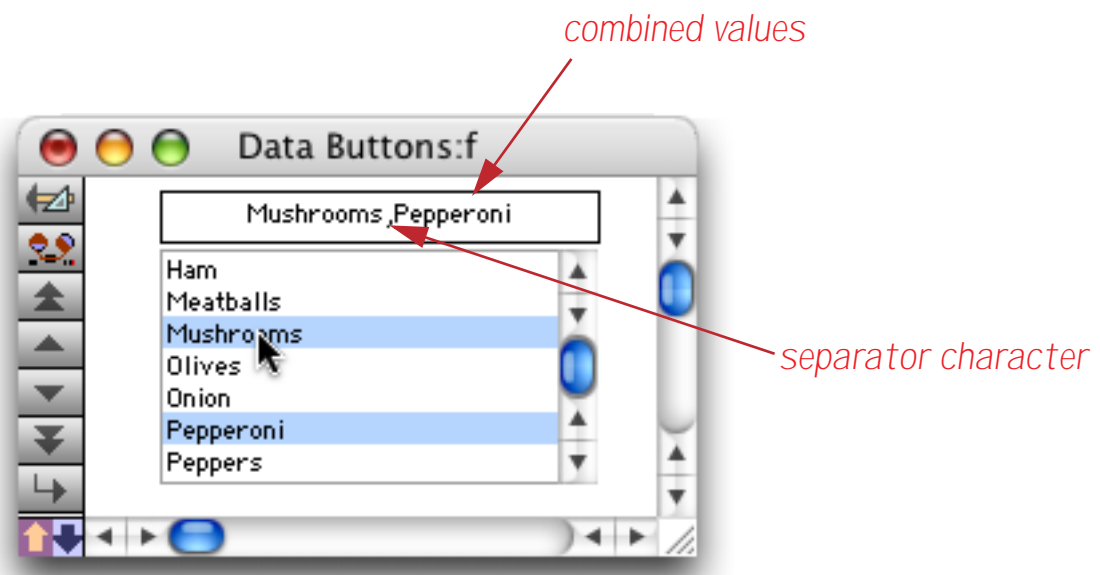 combined values
Data Buttons:f
Mushrooms,Pepperoni
Ham
Meatballs
Mushrooms
Olives
Onion
Pepperoni
Peppers
separator character